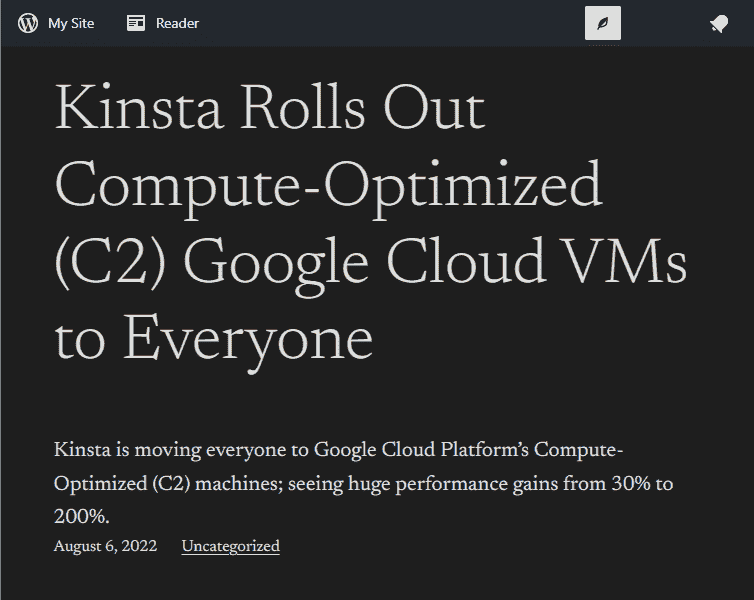 My Site Reader
Kinsta Rolls Out
Compute-Optimized
(C2) Google Cloud VMs
to Everyone
Kinsta is moving everyone to Google Cloud Platform’s Compute-
Optimized (C2) machines; seeing huge performance gains from 30% to
200%.
August 6, 2022 Uncategorized